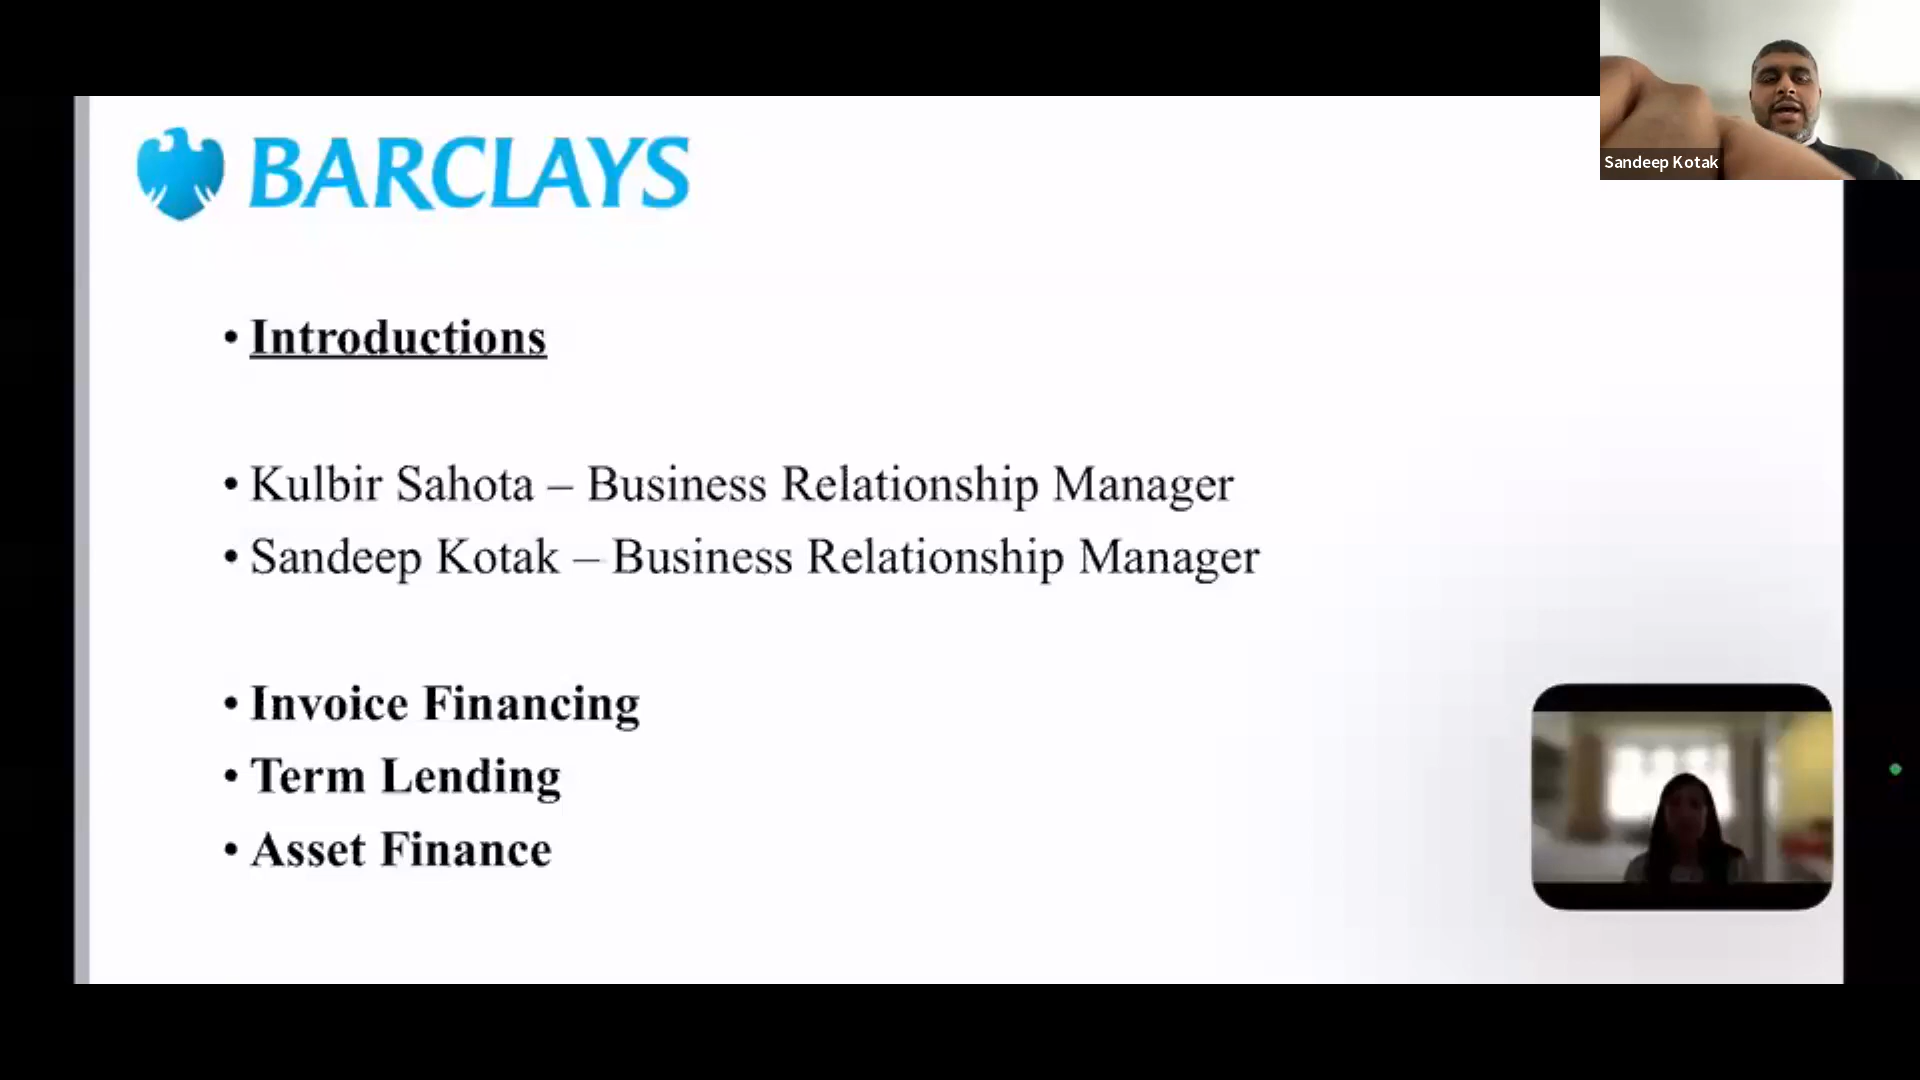 BARCLAYS
Sandeep Kotak
• Introductions
• Kulbir Sahota – Business Relationship Manager
• Sandeep Kotak – Business Relationship Manager
• Invoice Financing
• Term Lending
• Asset Finance